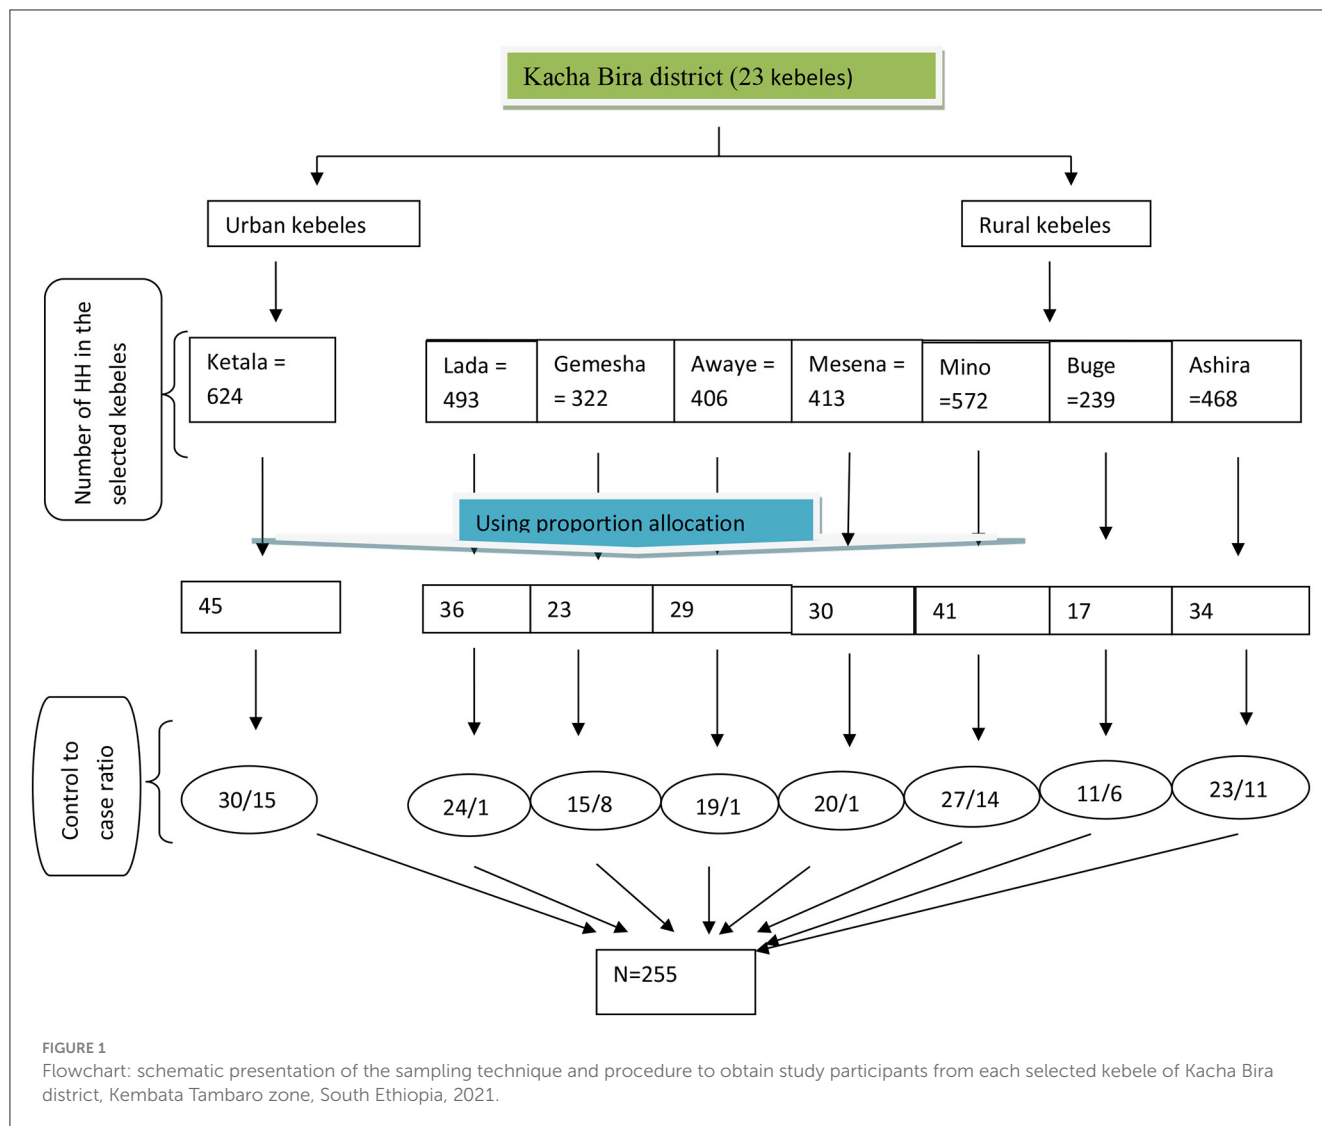 Kacha Bira district (23 kebeles)
Urban kebeles
Rural kebeles
Number of HH in the
selected kebeles
Ketala =
624
Lada =
493
Gemesha
= 322
Awaye =
406
Mesena =
413
Mino
=572
Buge
=239
Ashira
=468
Using proportion allocation
45
36
23
29
30
41
17
34
Control to
case ratio
30/15
24/1
15/8
19/1
20/1
27/14
11/6
23/11
N=255
FIGURE 1
Flowchart: schematic presentation of the sampling technique and procedure to obtain study participants from each selected kebele of Kacha Bira
district, Kembata Tambaro zone, South Ethiopia, 2021.